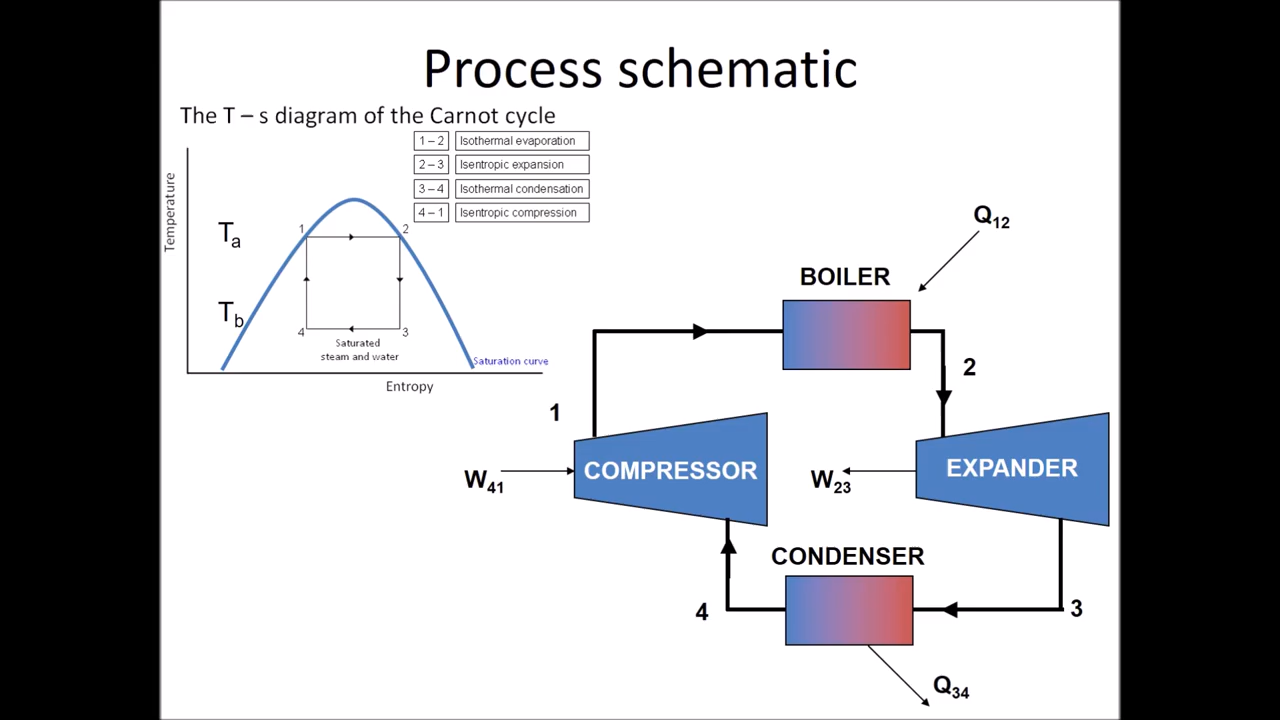 Process schematic
The T – s diagram of the Carnot cycle
1 – 2 Isothermal evaporation
2 – 3 Isentropic expansion
3 – 4 Isothermal condensation
4 – 1 Isentropic compression
Temperature
Ta
Tb
1
2
4
3
Saturated
steam and water
Saturation curve
Entropy
Q12
BOILER
2
1
COMPRESSOR
EXPANDER
W41
W23
CONDENSER
4
3
Q34